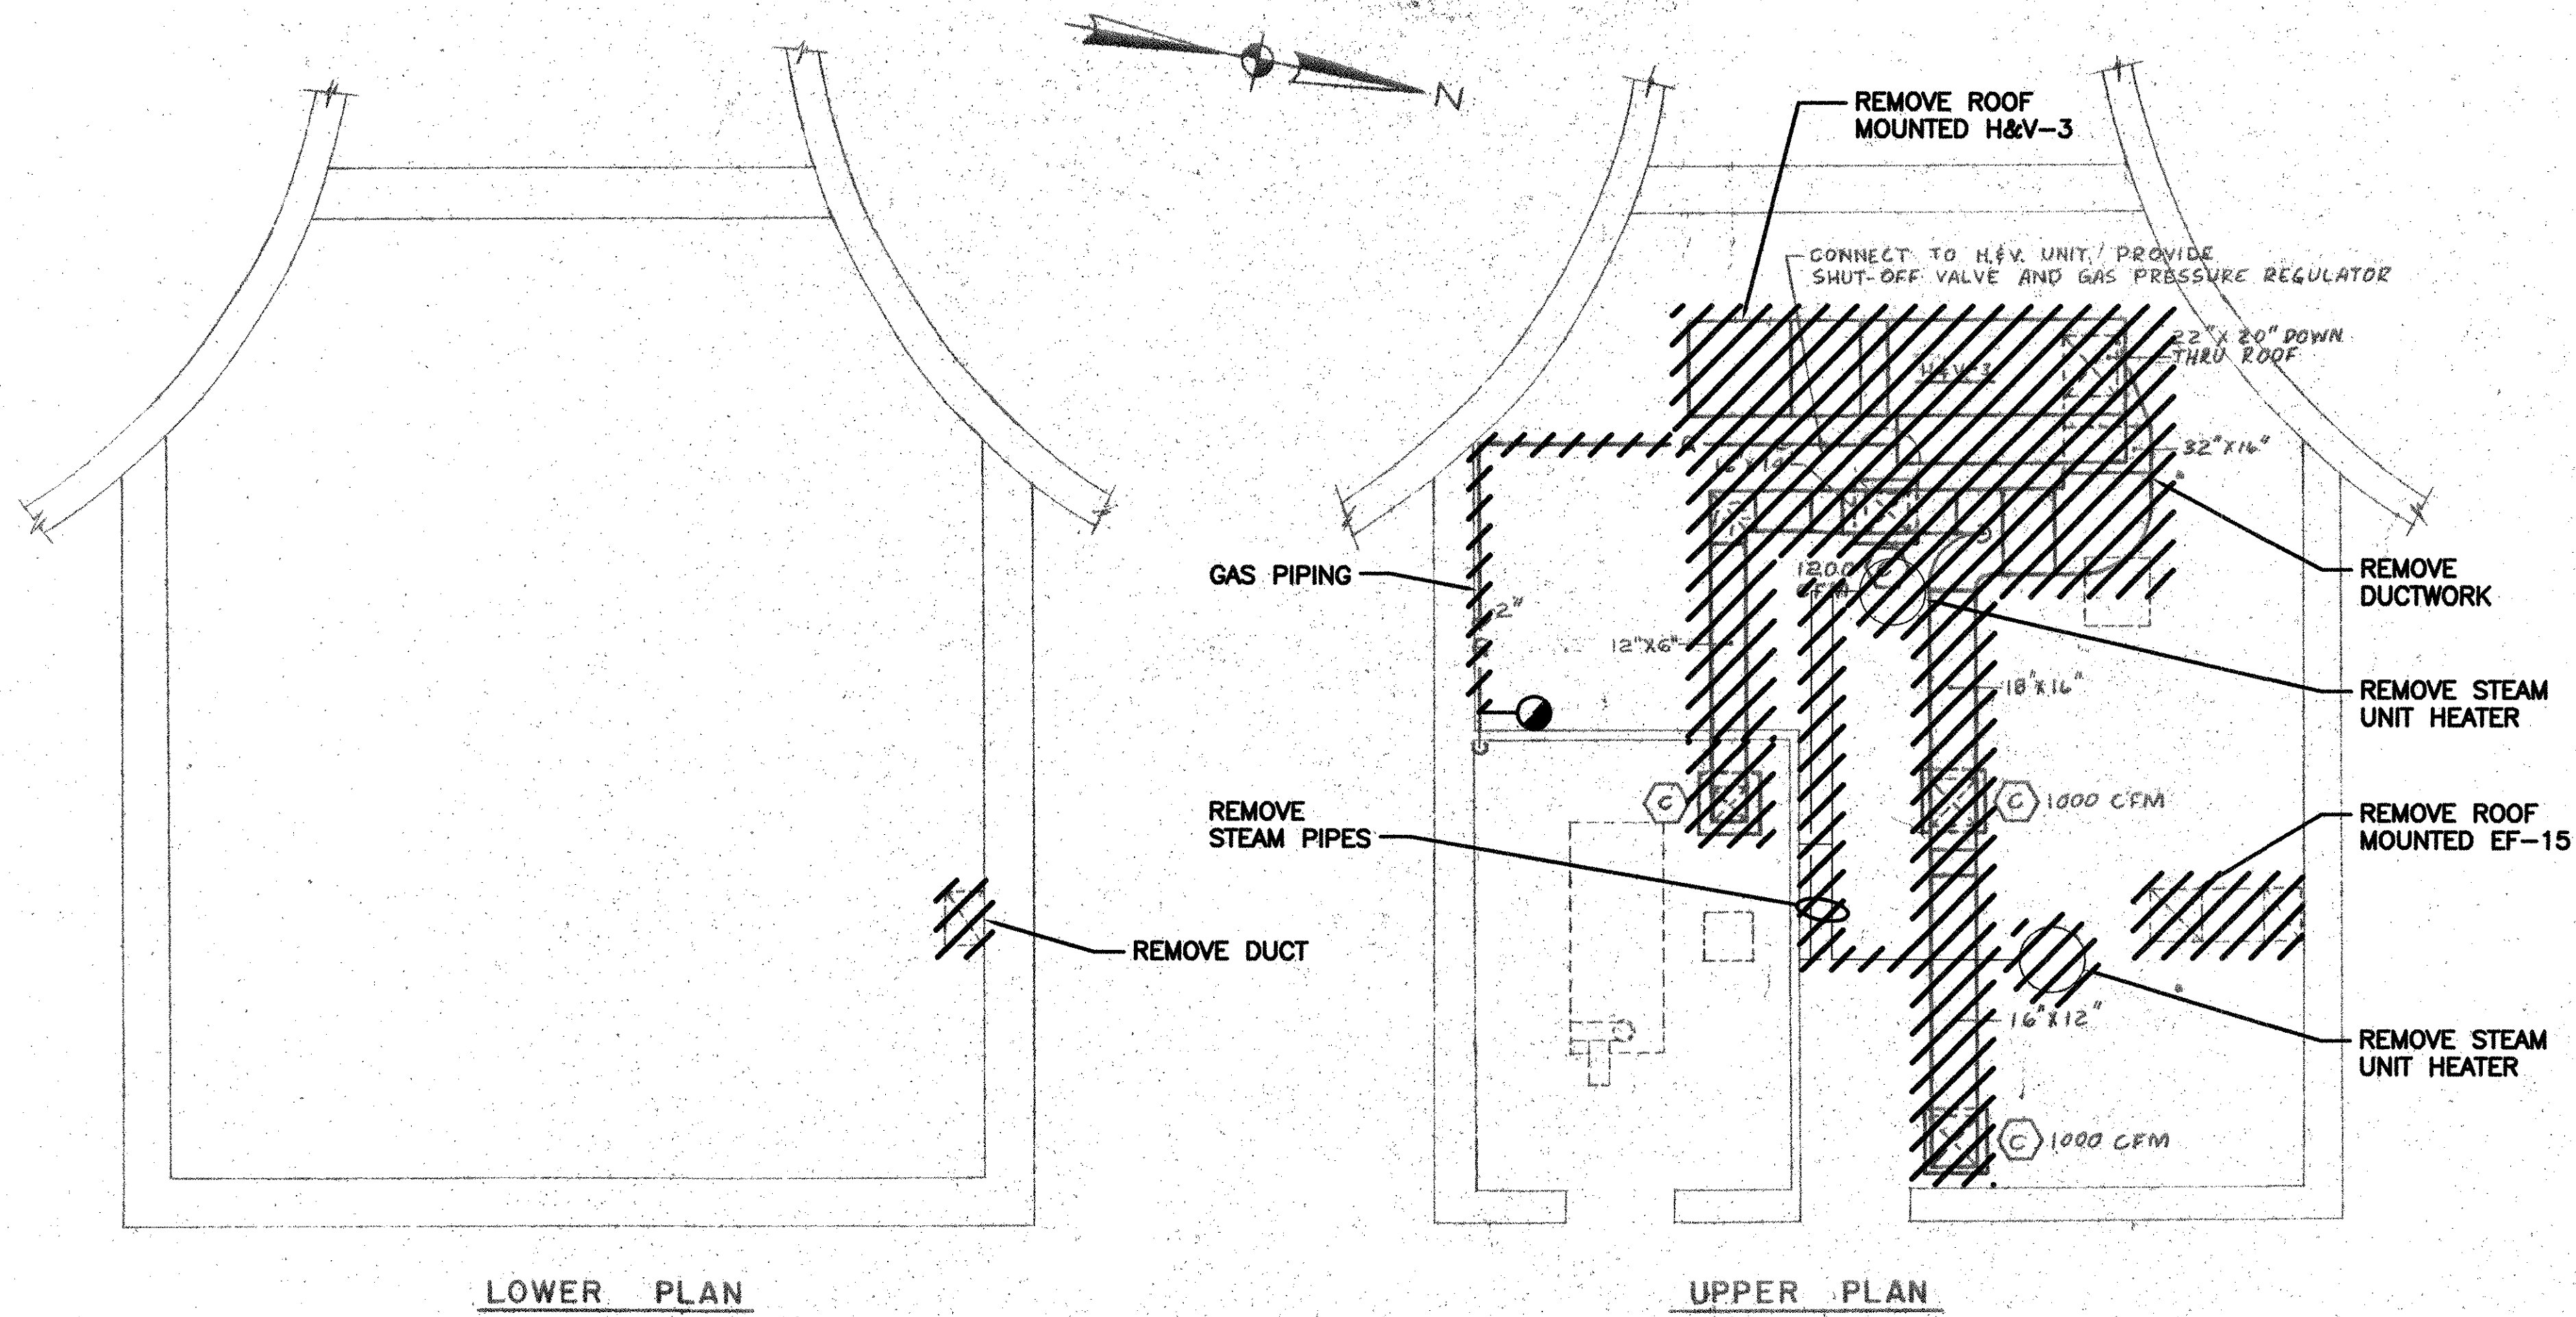 N
REMOVE ROOF
MOUNTED H&V-3
CONNECT TO H.&V. UNIT. PROVIDE
SHUT-OFF VALVE AND GAS PRESSURE REGULATOR
22"X 20" DOWN
THRU ROOF
H&V-3
32"X16"
REMOVE
DUCTWORK
GAS PIPING
2"
1200
CFM
C
12"X6"
18"X16"
REMOVE STEAM
UNIT HEATER
REMOVE
STEAM PIPES
C
C 1000 CFM
REMOVE ROOF
MOUNTED EF-15
REMOVE DUCT
16"X12"
REMOVE STEAM
UNIT HEATER
C 1000 CFM
LOWER PLAN
UPPER PLAN